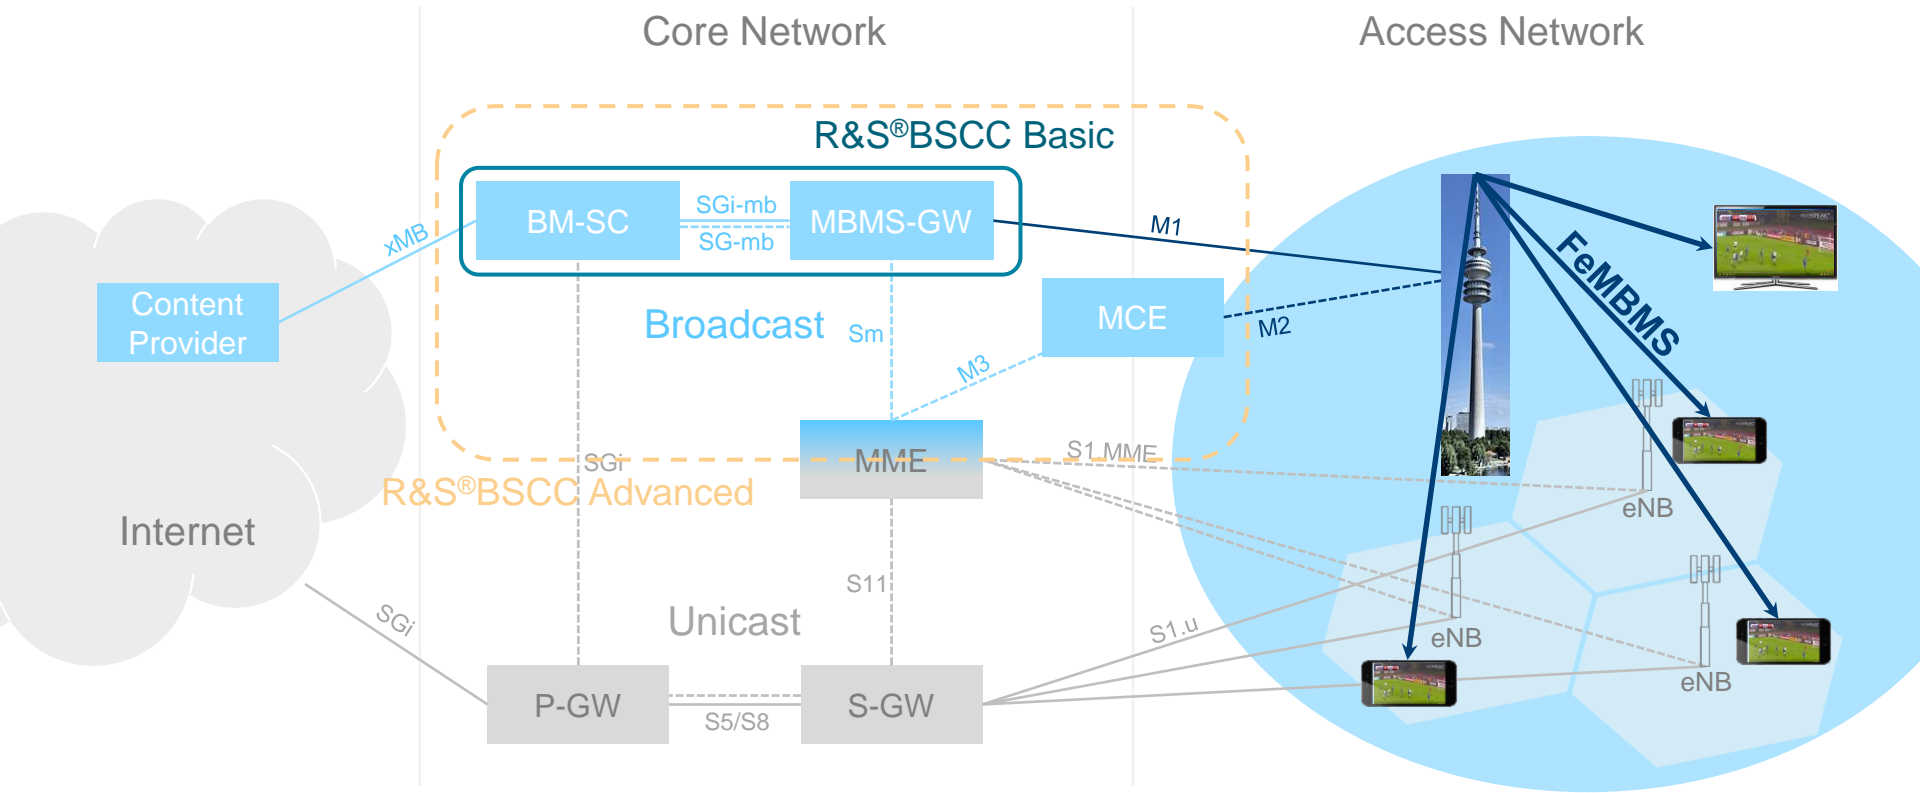 Core Network
Access Network
R&S®BSCC Basic
BM-SC
SGi-mb
SG-mb
MBMS-GW
M1
xMB
FeMBMS
Content
Provider
Broadcast
Sm
MCE
M2
M3
SGi
MME
S1.MME
R&S®BSCC Advanced
Internet
eNB
S11
SGi
Unicast
S1.u
eNB
eNB
P-GW
S5/S8
S-GW